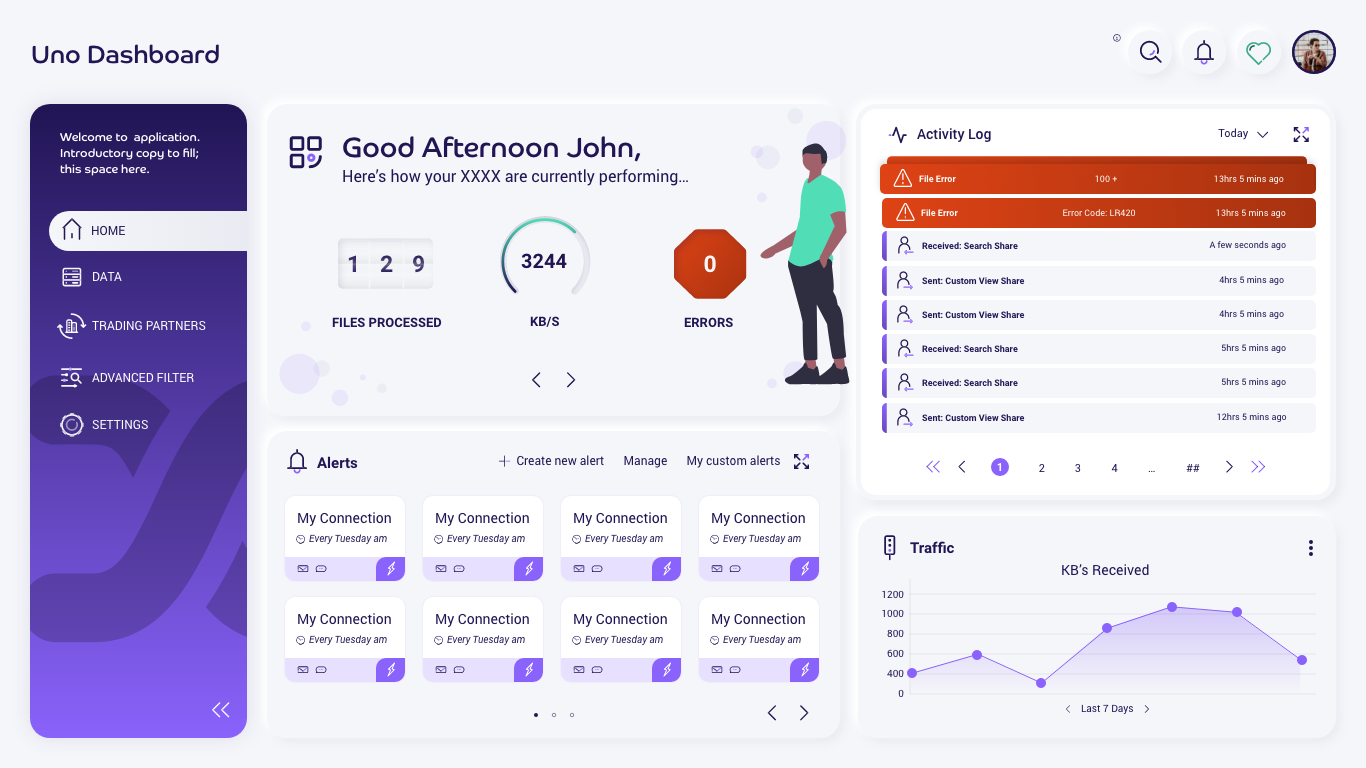 Uno Dashboard
Welcome to application.
Introductory copy to fill;
this space here.
HOME
DATA
TRADING PARTNERS
ADVANCED FILTER
SETTINGS
Good Afternoon John,
Here's how your XXXX are currently performing...
1 2 9
3244
0
FILES PROCESSED
KB/S
ERRORS
Alerts
Create new alert
Manage
My custom alerts
My Connection
Every Tuesday am
My Connection
Every Tuesday am
My Connection
Every Tuesday am
My Connection
Every Tuesday am
My Connection
Every Tuesday am
My Connection
Every Tuesday am
My Connection
Every Tuesday am
My Connection
Every Tuesday am
Activity Log
Today
File Error 100 + 13hrs 5 mins ago
File Error Error Code: LR420 13hrs 5 mins ago
Received: Search Share A few seconds ago
Sent: Custom View Share 4hrs 5 mins ago
Sent: Custom View Share 4hrs 5 mins ago
Received: Search Share 5hrs 5 mins ago
Received: Search Share 5hrs 5 mins ago
Sent: Custom View Share 12hrs 5 mins ago
1 2 3 4 ... ##
Traffic
KB's Received
1200
1000
800
600
400
0
Last 7 Days